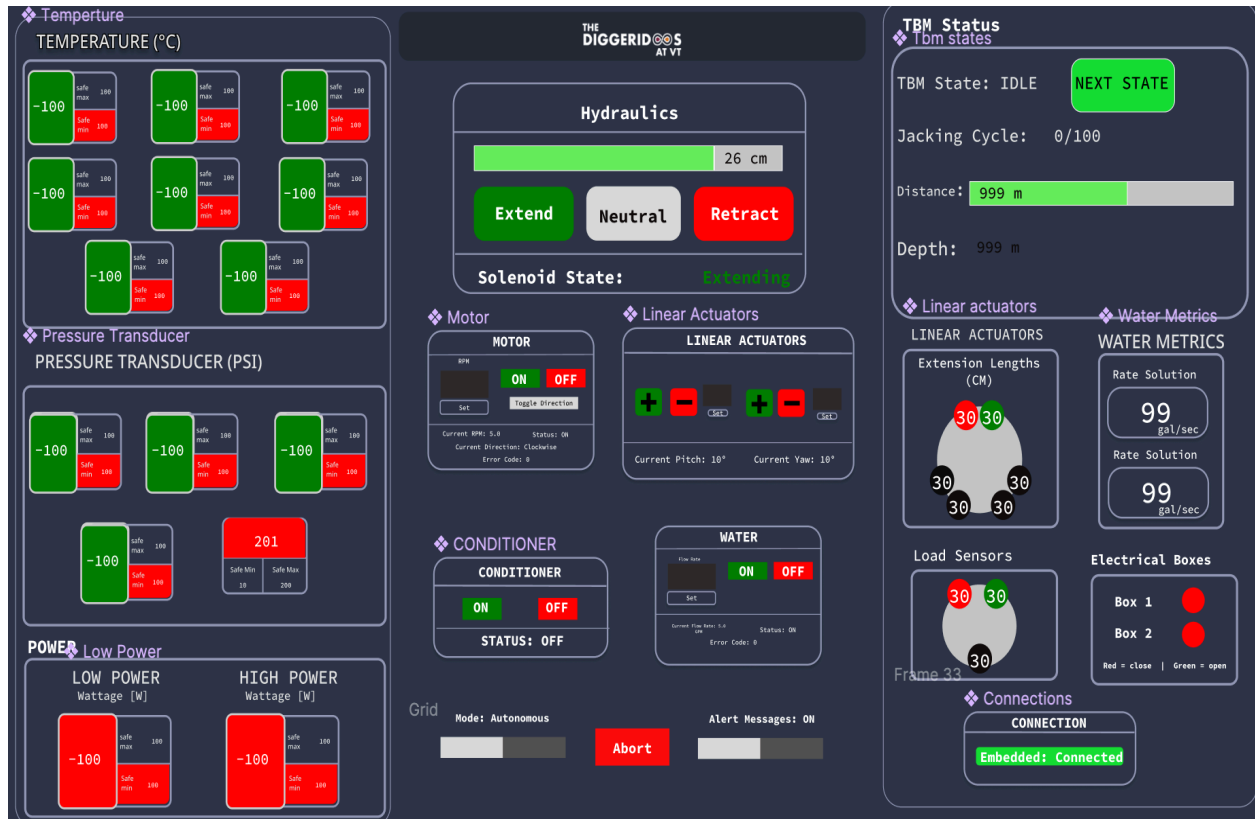 Temperture
TEMPERATURE (°C)
-100 safe max 100 Safe min 100
-100 safe max 100 Safe min 100
-100 safe max 100 Safe min 100
-100 safe max 100 Safe min 100
-100 safe max 100 Safe min 100
-100 safe max 100 Safe min 100
-100 safe max 100 Safe min 100
-100 safe max 100 Safe min 100
Pressure Transducer
PRESSURE TRANSDUCER (PSI)
-100 safe max 100 Safe min 100
-100 safe max 100 Safe min 100
-100 safe max 100 Safe min 100
-100 safe max 100 Safe min 100
201
Safe Min Safe Max
10 200
POWER
Low Power
LOW POWER
Wattage [W]
-100 safe max 100 Safe min 100
HIGH POWER
Wattage [W]
-100 safe max 100 Safe min 100
THE
DIGGERIDOOS
AT VT
Hydraulics
26 cm
Extend Neutral Retract
Solenoid State: Extending
Motor
MOTOR
RPM
ON OFF
Set
Toggle Direction
Current RPM: 5.0 Status: ON
Current Direction: Clockwise
Error Code: 0
Linear Actuators
LINEAR ACTUATORS
+ - Set + - Set
Current Pitch: 10° Current Yaw: 10°
CONDITIONER
CONDITIONER
ON OFF
STATUS: OFF
WATER
Flow Rate
ON OFF
Set
Current Flow Rate: 5.0 GPM
Status: ON
Error Code: 0
Grid
Mode: Autonomous
Abort
Alert Messages: ON
TBM Status
Tbm states
TBM State: IDLE
NEXT STATE
Jacking Cycle: 0/100
Distance: 999 m
Depth: 999 m
Linear actuators
LINEAR ACTUATORS
Extension Lengths
(CM)
30 30
30 30
30 30
Water Metrics
WATER METRICS
Rate Solution
99
gal/sec
Rate Solution
99
gal/sec
Load Sensors
30 30
30
Frame 33
Electrical Boxes
Box 1
Box 2
Red = close | Green = open
Connections
CONNECTION
Embedded: Connected